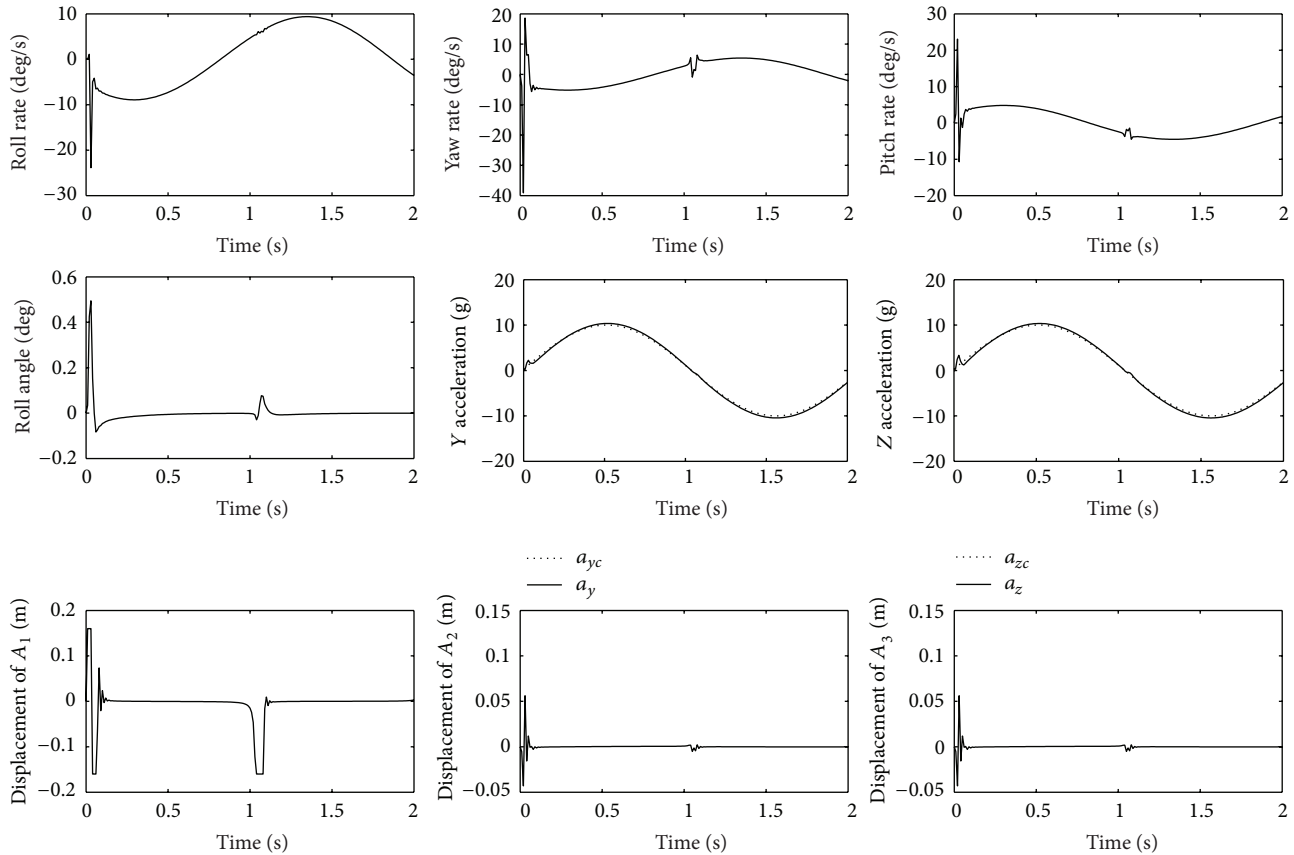 Roll rate (deg/s)
10
0
−10
−20
−30
0 0.5 1 1.5 2
Time (s)
Yaw rate (deg/s)
20
10
0
−10
−20
−30
−40
0 0.5 1 1.5 2
Time (s)
Pitch rate (deg/s)
30
20
10
0
−10
−20
0 0.5 1 1.5 2
Time (s)
Roll angle (deg)
0.6
0.4
0.2
0
−0.2
0 0.5 1 1.5 2
Time (s)
Y acceleration (g)
20
10
0
−10
−20
0 0.5 1 1.5 2
Time (s)
a_yc
a_y
Z acceleration (g)
20
10
0
−10
−20
0 0.5 1 1.5 2
Time (s)
a_zc
a_z
Displacement of A_1 (m)
0.2
0.1
0
−0.1
−0.2
0 0.5 1 1.5 2
Time (s)
Displacement of A_2 (m)
0.15
0.1
0.05
0
−0.05
0 0.5 1 1.5 2
Time (s)
Displacement of A_3 (m)
0.15
0.1
0.05
0
−0.05
0 0.5 1 1.5 2
Time (s)